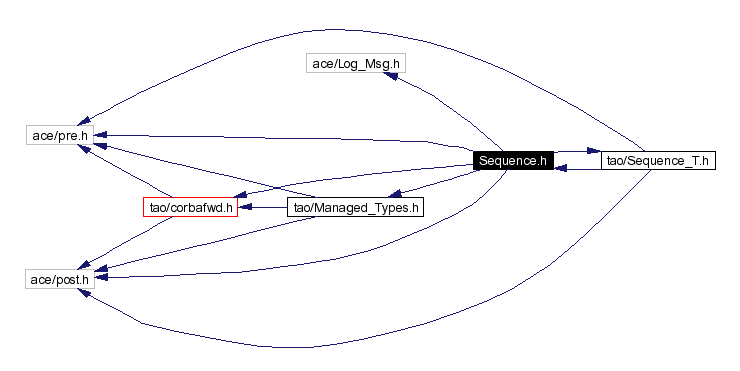 ace/Log_Msg.h
ace/pre.h
Sequence.h
tao/Sequence_T.h
tao/corbafwd.h
tao/Managed_Types.h
ace/post.h